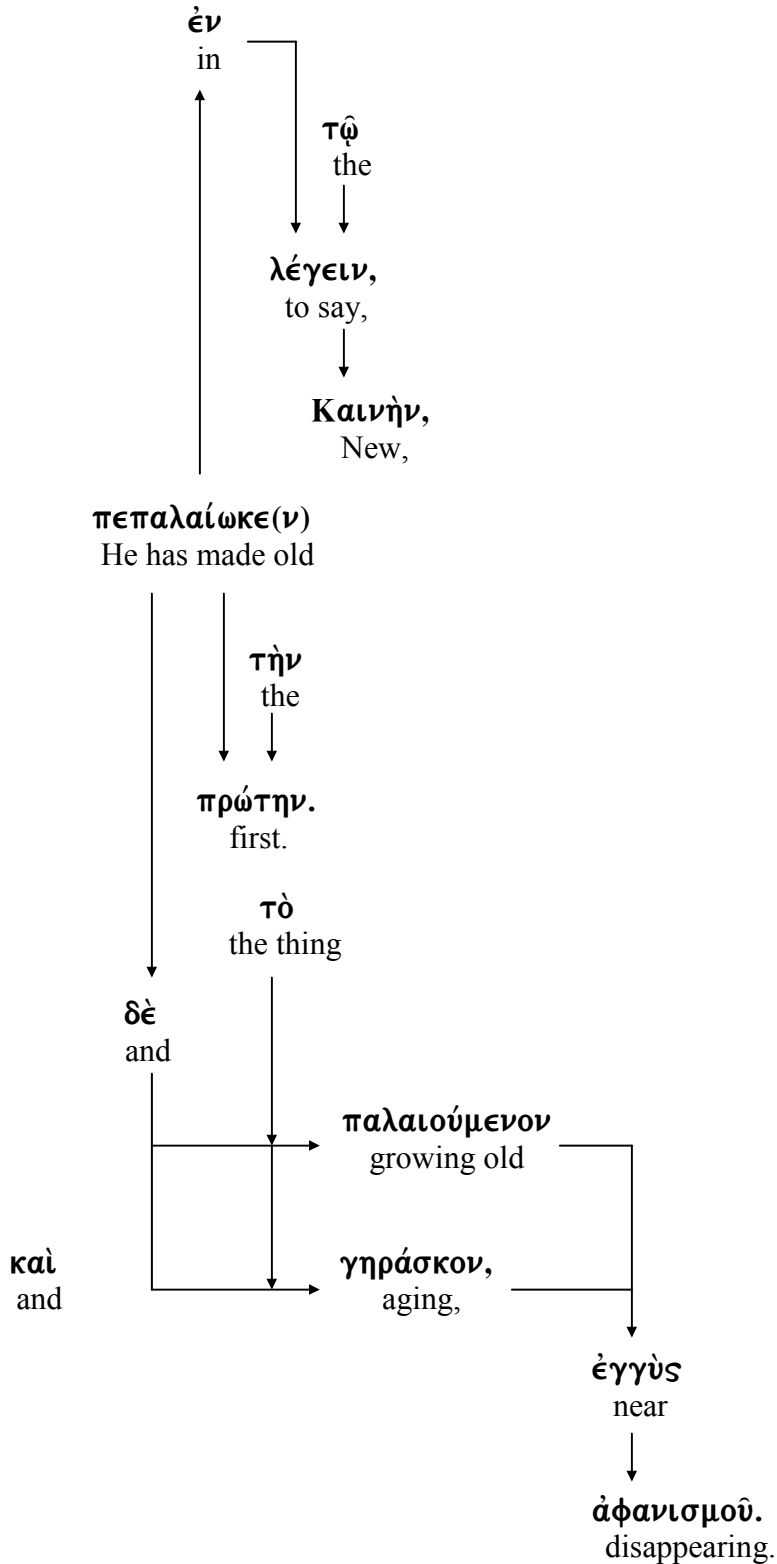 ἐν
in
τῷ
the
λέγειν,
to say,
Καινὴν,
New,
πεπαλαίωκε(ν)
He has made old
τὴν
the
πρώτην.
first.
τὸ
the thing
δὲ
and
παλαιούμενον
growing old
καὶ
and
γηράσκον,
aging,
ἐγγὺς
near
ἀφανισμοῦ.
disappearing.